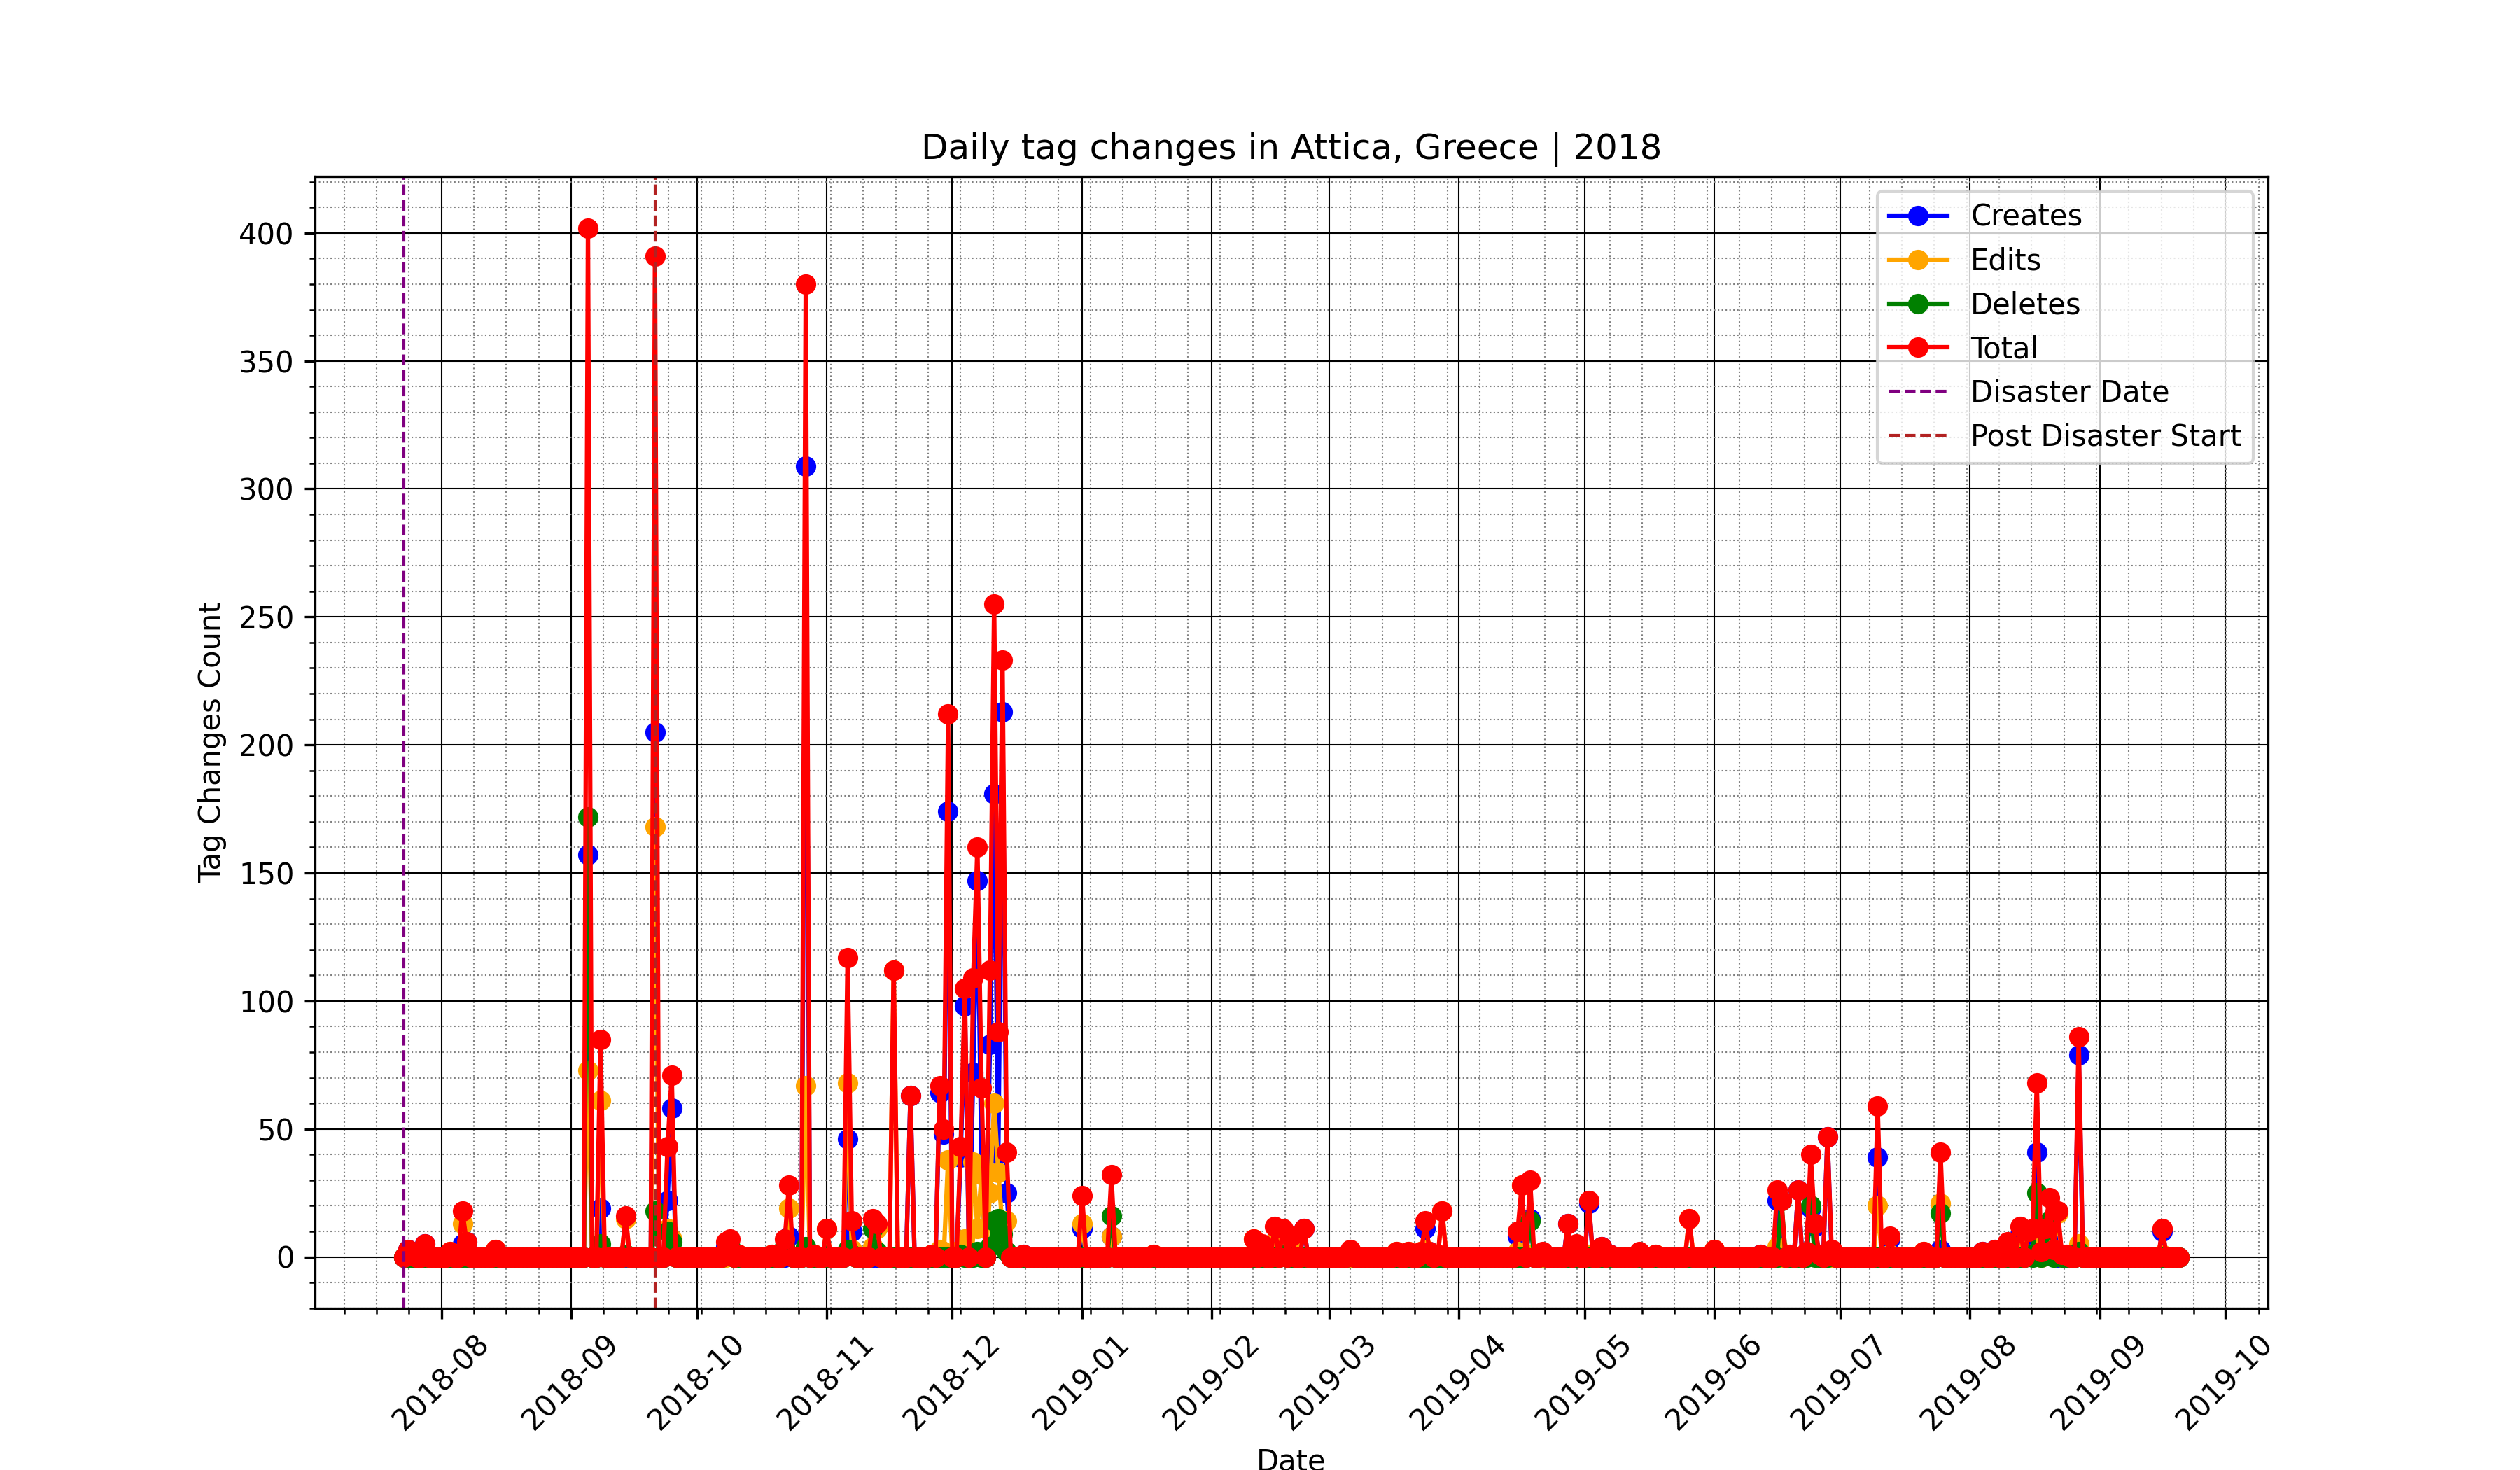 Daily tag changes in Attica, Greece | 2018
Creates
Edits
Deletes
Total
Disaster Date
Post Disaster Start
Tag Changes Count
400
350
300
250
200
150
100
50
0
2018-08
2018-09
2018-10
2018-11
2018-12
2019-01
2019-02
2019-03
2019-04
2019-05
2019-06
2019-07
2019-08
2019-09
2019-10
Date